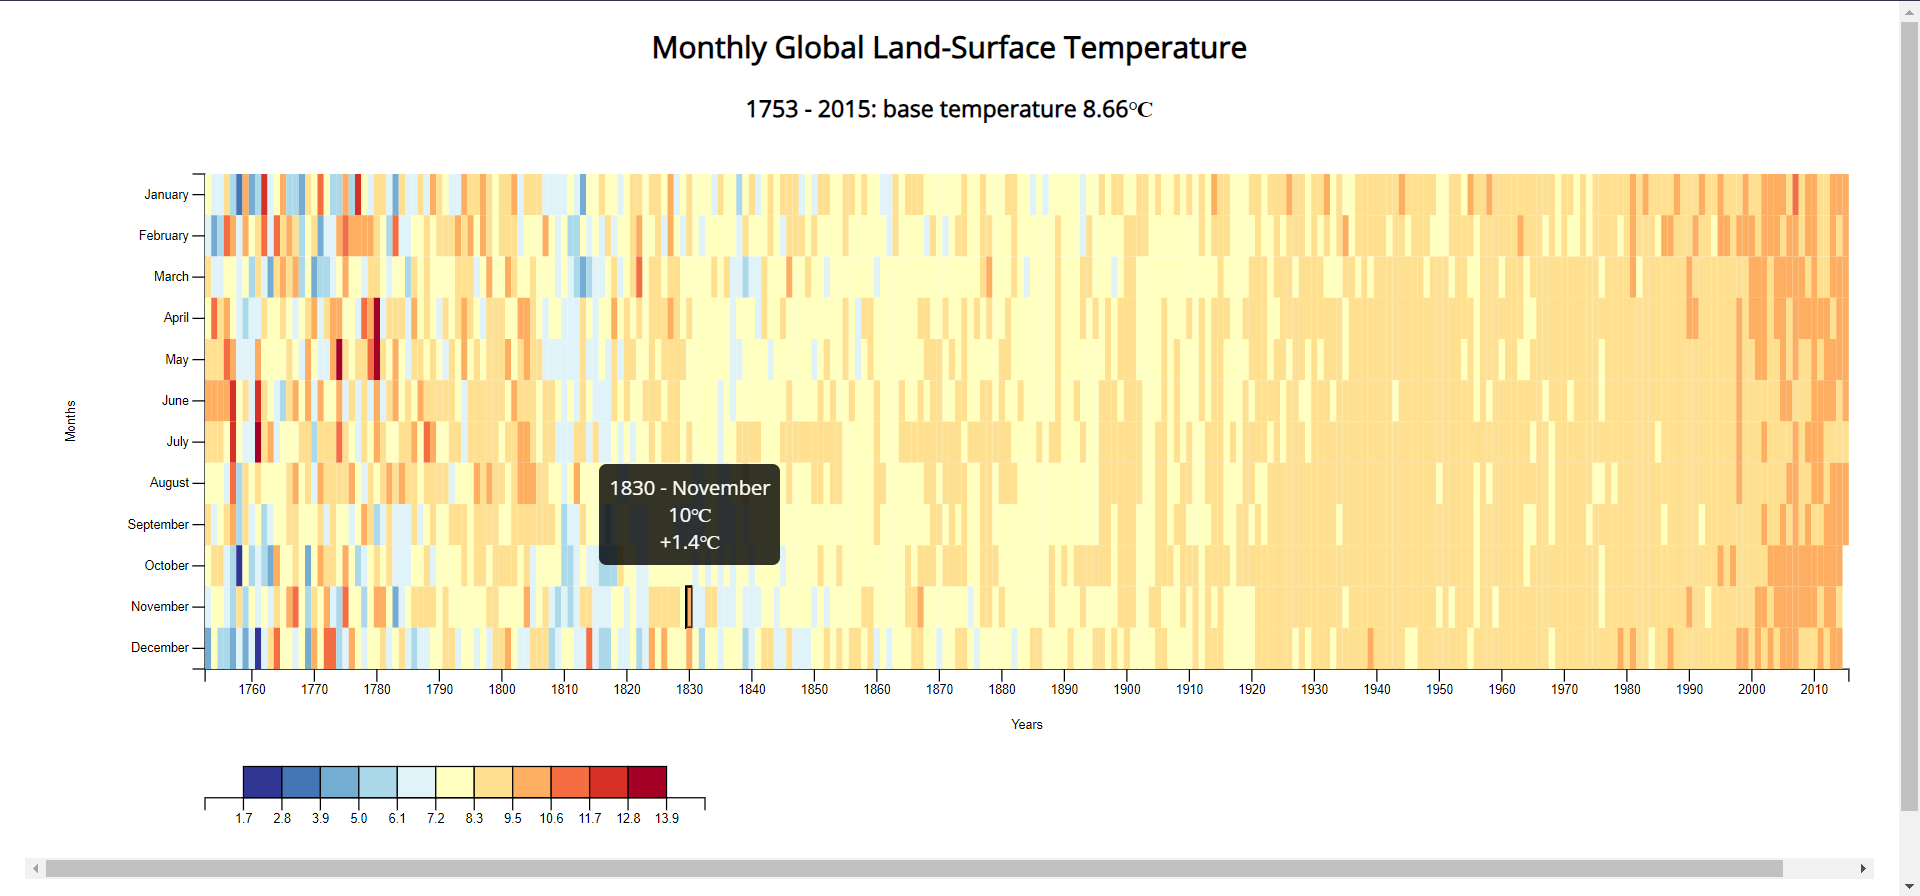 Monthly Global Land-Surface Temperature
1753 - 2015: base temperature 8.66℃
January
February
March
April
May
June
July
August
September
October
November
December
Months
1830 - November
10℃
+1.4℃
1760 1770 1780 1790 1800 1810 1820 1830 1840 1850 1860 1870 1880 1890 1900 1910 1920 1930 1940 1950 1960 1970 1980 1990 2000 2010
Years
1.7 2.8 3.9 5.0 6.1 7.2 8.3 9.5 10.6 11.7 12.8 13.9